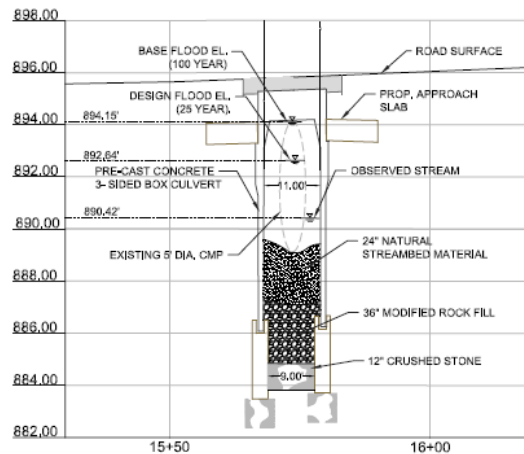 898.00
BASE FLOOD EL.
(100 YEAR)
ROAD SURFACE
896.00
DESIGN FLOOD EL.
(25 YEAR).
PROP. APPROACH
SLAB
894.15'
894.00
892.64'
PRE-CAST CONCRETE
3- SIDED BOX CULVERT
11.00'
OBSERVED STREAM
892.00
890.42'
890.00
EXISTING 5' DIA. CMP
24" NATURAL
STREAMBED MATERIAL
888.00
36" MODIFIED ROCK FILL
886.00
12" CRUSHED STONE
9.00'
884.00
882.00
15+50
16+00